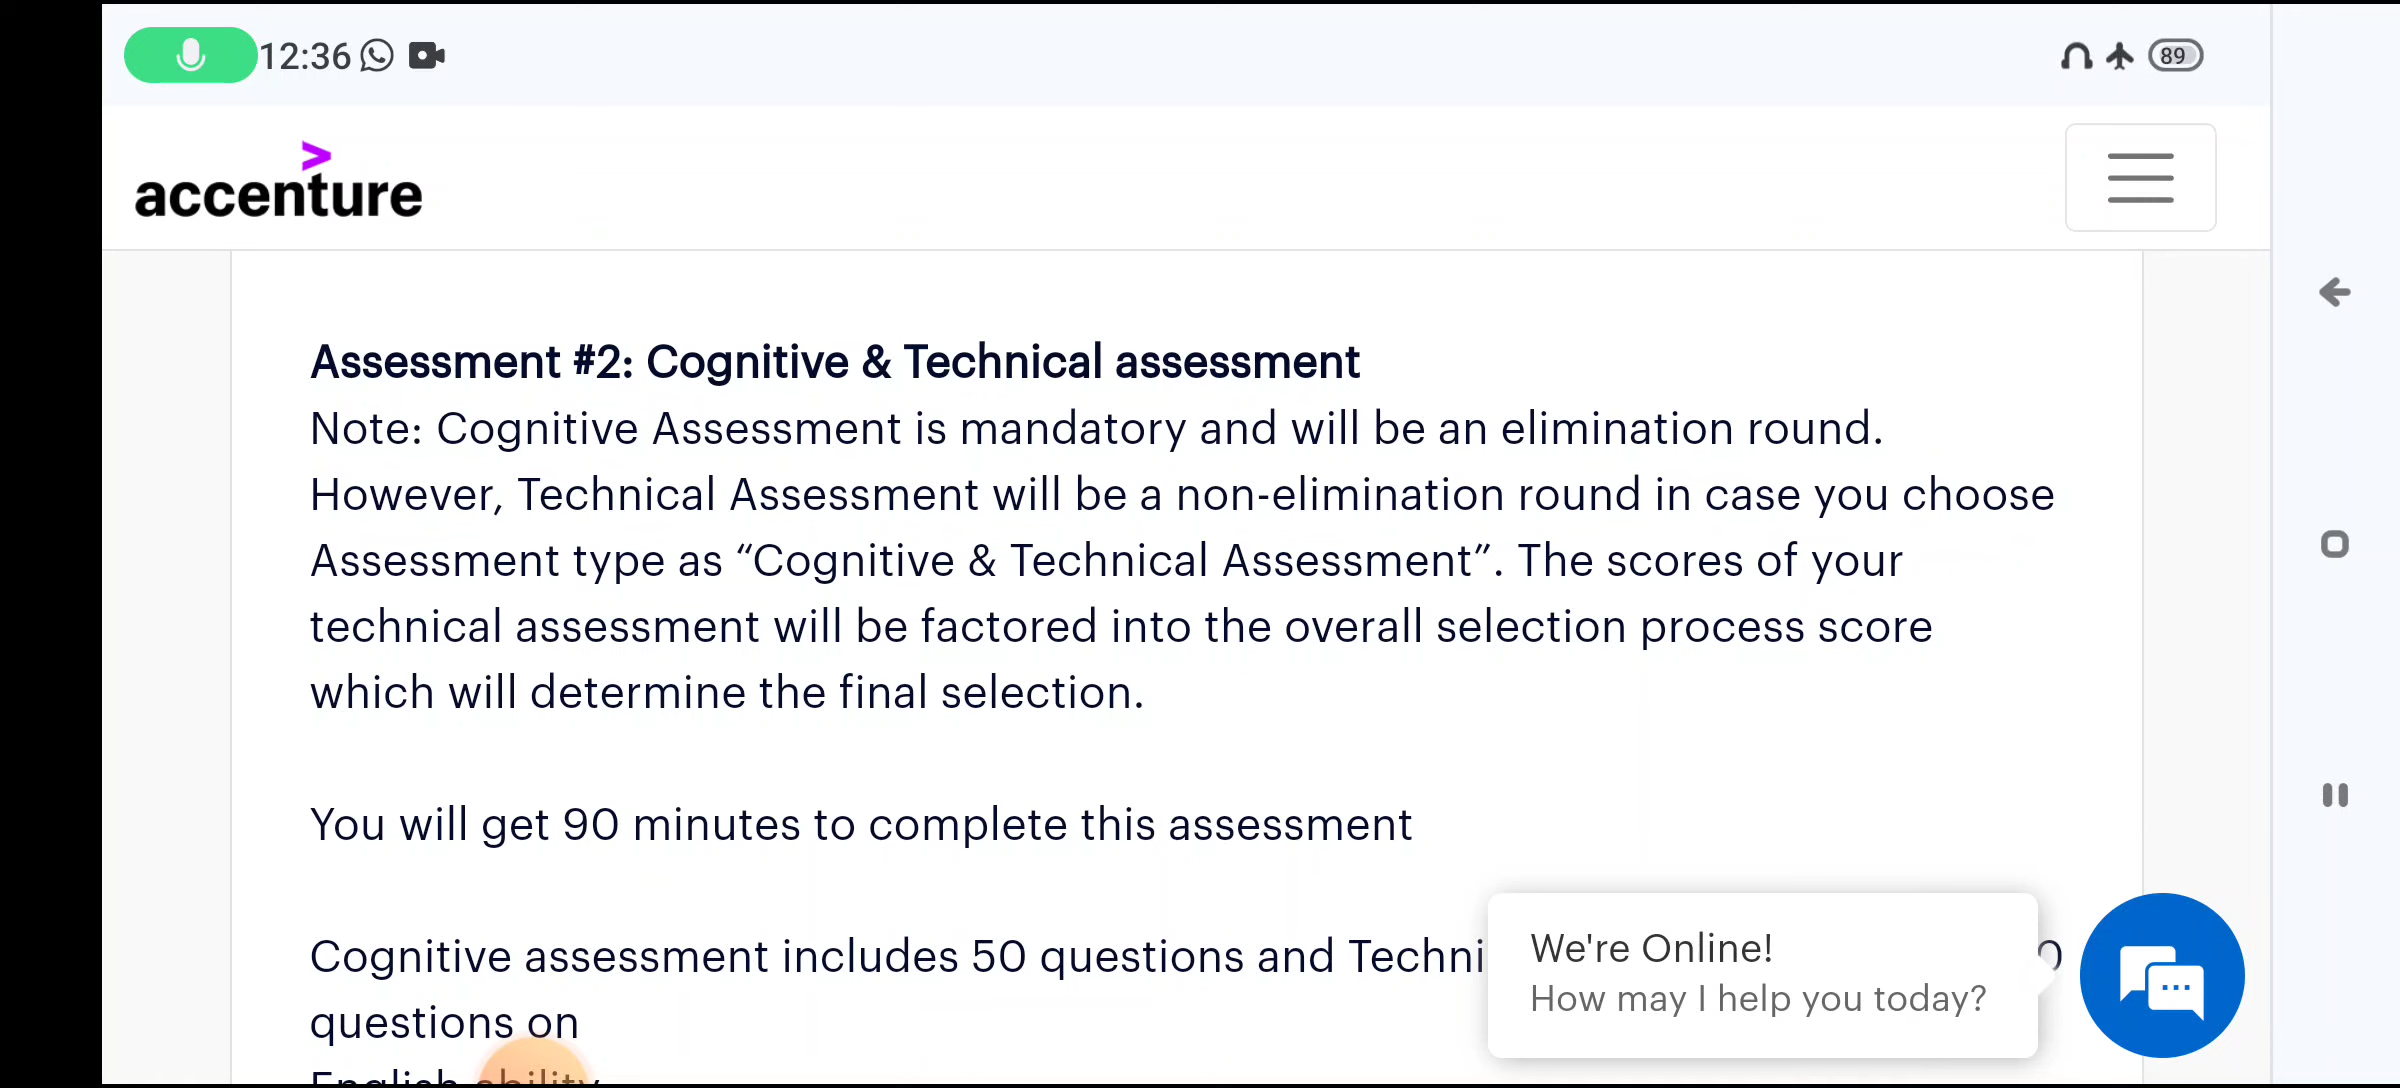 12:36
89
accenture
Assessment #2: Cognitive & Technical assessment
Note: Cognitive Assessment is mandatory and will be an elimination round.
However, Technical Assessment will be a non-elimination round in case you choose
Assessment type as “Cognitive & Technical Assessment”. The scores of your
technical assessment will be factored into the overall selection process score
which will determine the final selection.
You will get 90 minutes to complete this assessment
Cognitive assessment includes 50 questions and Techni
questions on
English ability
We're Online!
How may I help you today?